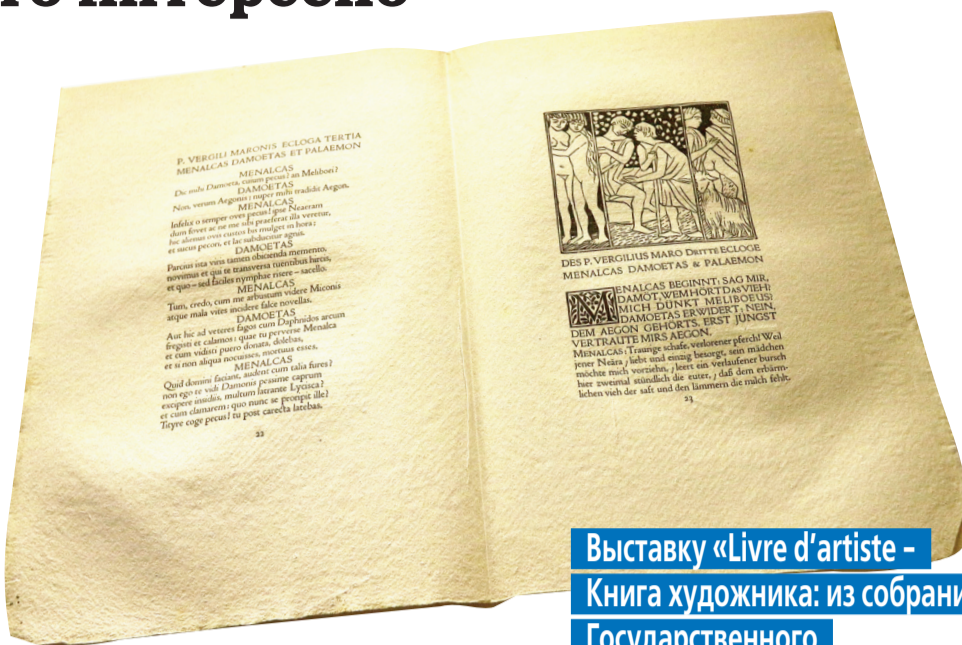 интересно
P. VERGILI MARONIS ECLOGA TERTIA
MENALCAS DAMOETAS ET PALAEMON
MENALCAS
Dic mihi Damoeta, cuium pecus? an Meliboei?
DAMOETAS
Non, verum Aegonis: nuper mihi tradidit Aegon.
MENALCAS
Infelix o semper oves pecus! ipse Neaeram
dum fovet ac ne me sibi praeferat illa veretur,
hic alienus ovis custos bis mulget in hora;
et sucus pecori, et lac subducitur agnis.
DAMOETAS
Parcius ista viris tamen obicienda memento.
novimus et qui te transversa tuentibus hircis,
et quo – sed faciles nymphae risere – sacello.
MENALCAS
Tum, credo, cum me arbustum videre Miconis
atque mala vites incidere falce novellas.
DAMOETAS
Aut hic ad veteres fagos cum Daphnidos arcum
fregisti et calamos: quae tu perverse Menalca
et cum vidisti puero donata, dolebas,
et si non aliqua nocuisses, mortuus esses.
MENALCAS
Quid domini faciant, audent cum talia fures?
non ego te vidi Damonis pessume caprum
excipere insidiis, multum latrante Lycisca?
et cum clamarem: quo nunc se proripit ille?
Tityre coge pecus! tu post carecta latebas.
22
DES P. VERGILIUS MARO DRITTE ECLOGE
MENALCAS DAMOETAS & PALAEMON
MENALCAS BEGINNT: SAG MIR,
DAMÖT, WEM HÖRT DAS VIEH?
MICH DÜNKT MELIBOEUS?
DAMOETAS ERWIDERT: NEIN,
DEM AEGON GEHÖRTS, ERST JÜNGST
VERTRAUTE MIRS AEGON.
MENALCAS: Traurige schafe, verlorener pferch! Weil
jener Neära / liebt und einzig besorgt, sein mädchen
möchte mich vorziehn, / leert ein verlaufener bursch
hier zweimal stündlich die euter, / daß dem erbärm-
lichen vieh der saft und den lämmern die milch fehlt.
23
Выставку «Livre d’artiste –
Книга художника: из собрани
Государственного